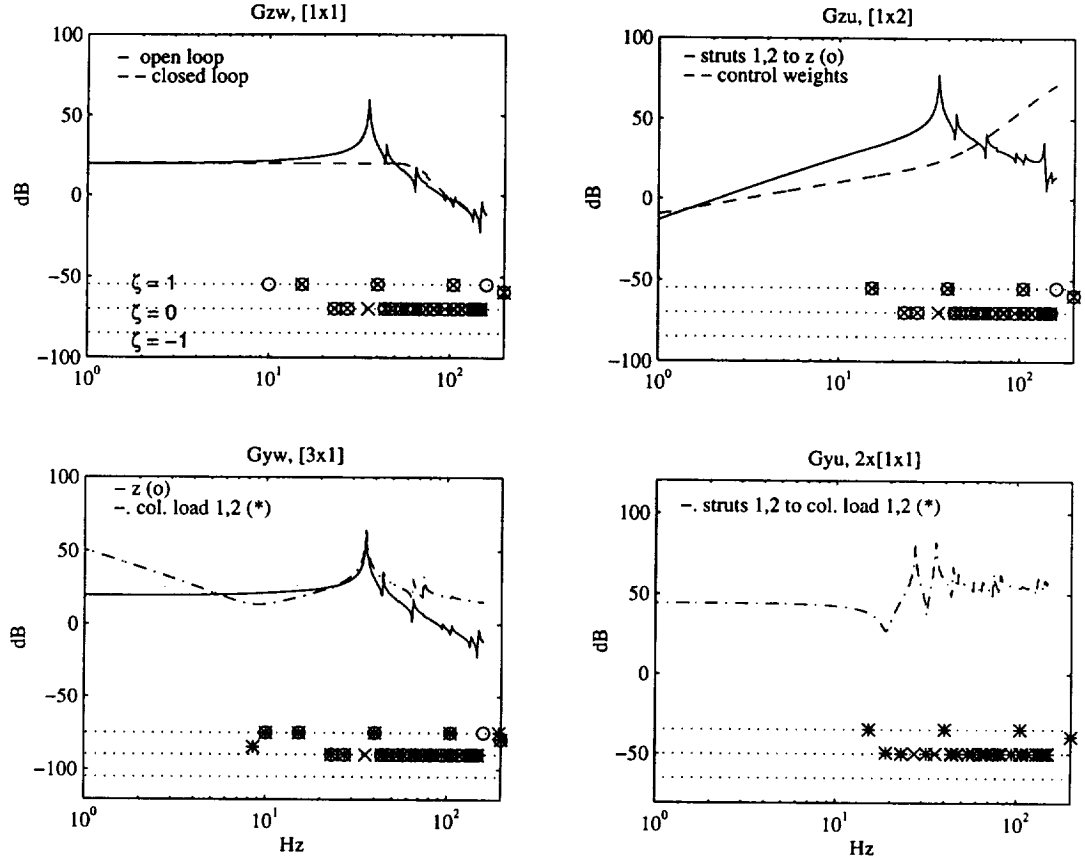 Gzw, [1x1]
100
50
0
−50
−100
dB
– open loop
– – closed loop
ζ = 1
ζ = 0
ζ = −1
10^0
10^1
10^2
Hz
Gzu, [1x2]
100
50
0
−50
−100
dB
– struts 1,2 to z (o)
– – control weights
10^0
10^1
10^2
Hz
Gyw, [3x1]
100
50
0
−50
−100
dB
– z (o)
–. col. load 1,2 (*)
10^0
10^1
10^2
Hz
Gyu, 2x[1x1]
100
50
0
−50
dB
–. struts 1,2 to col. load 1,2 (*)
10^0
10^1
10^2
Hz